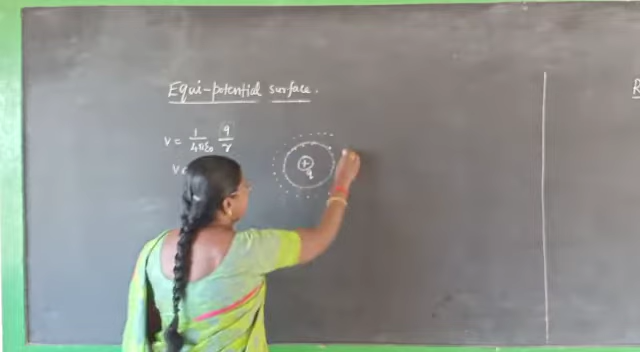 Equi-potential surface.
V = 1/4πε₀ q/r
V
+
q
R